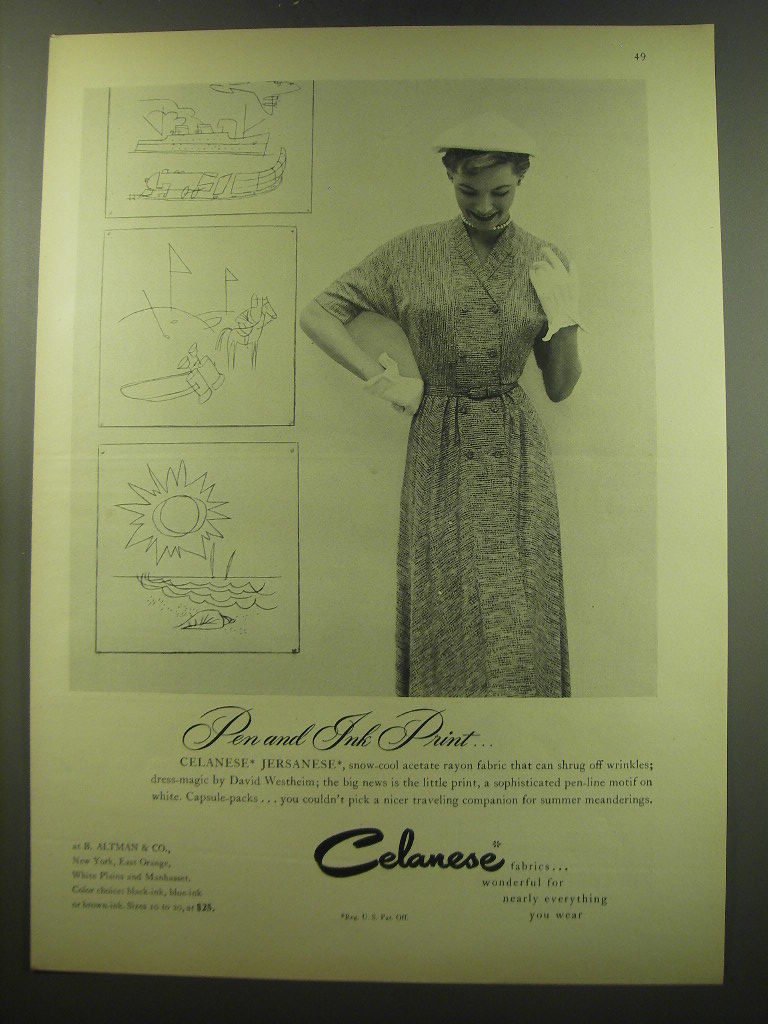 49
Pen and Ink Print...
CELANESE* JERSANESE*, snow-cool acetate rayon fabric that can shrug off wrinkles;
dress-magic by David Westheim; the big news is the little print, a sophisticated pen-line motif on
white. Capsule-packs... you couldn't pick a nicer traveling companion for summer meanderings.
at B. ALTMAN & CO.,
New York, East Orange,
White Plains and Manhasset.
Color choice: black-ink, blue-ink
or brown-ink. Sizes 10 to 20, at $25.
Celanese*
fabrics...
wonderful for
nearly everything
you wear
*Reg. U. S. Pat. Off.